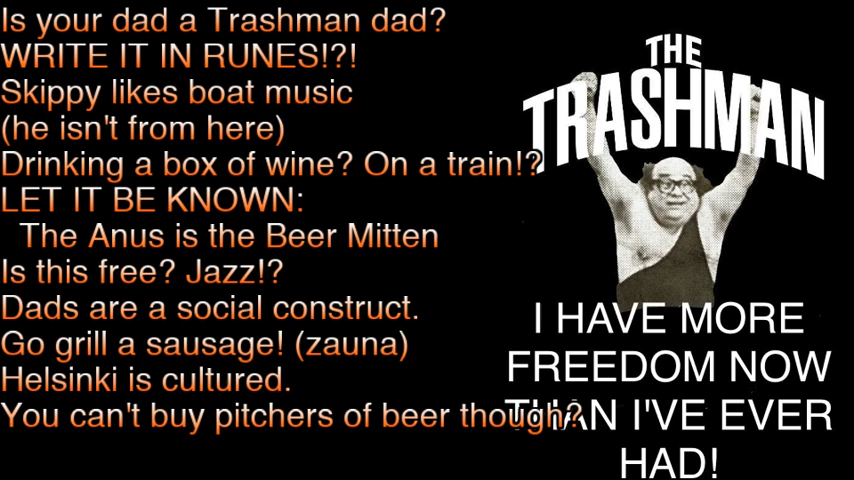 Is your dad a Trashman dad?
WRITE IT IN RUNES!?!
Skippy likes boat music
(he isn't from here)
Drinking a box of wine? On a train!?
LET IT BE KNOWN:
The Anus is the Beer Mitten
Is this free? Jazz!?
Dads are a social construct.
Go grill a sausage! (zauna)
Helsinki is cultured.
You can't buy pitchers of beer though?
THE
TRASHMAN
I HAVE MORE
FREEDOM NOW
THAN I'VE EVER
HAD!